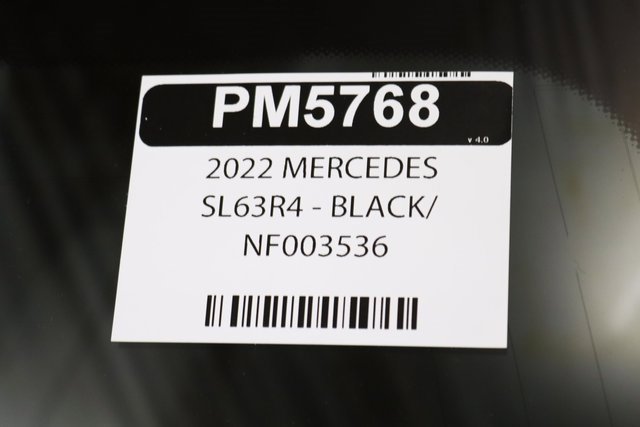 PM5768
v 4.0
2022 MERCEDES
SL63R4 - BLACK/
NF003536